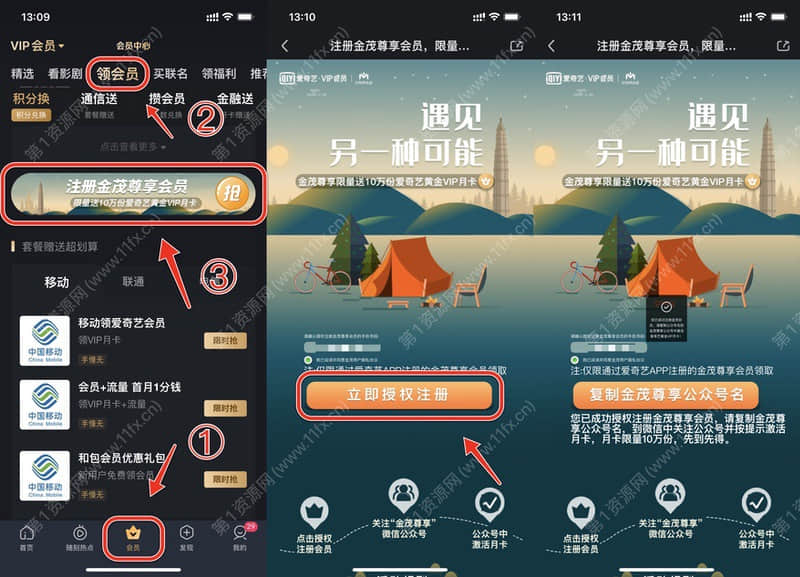 13:09
VIP会员
会员中心
精选 看影剧 领会员 买联名 领福利 推荐
积分换 通信送 攒会员 金融送
积分兑换 套餐赠送
②
点击查看更多
注册金茂尊享会员
限量送10万份爱奇艺黄金VIP月卡
抢
套餐赠送超划算
③
移动 联通
中国移动
China Mobile
移动领爱奇艺会员
领VIP月卡
手慢无
限时抢
中国移动
China Mobile
会员+流量 首月1分钱
领VIP月卡+流量
手慢无
限时抢
①
中国移动
China Mobile
和包会员优惠礼包
新用户免费领会员
手慢无
限时抢
首页 随刻热点 会员 发现 我的
29
第1资源网(www.11fx.cn)
13:10
注册金茂尊享会员，限量...
QIY 爱奇艺·VIP会员
遇见
另一种可能
金茂尊享限量送10万份爱奇艺黄金VIP月卡
注:仅限通过爱奇艺APP注册的金茂尊享会员领取
立即授权注册
点击授权
注册会员
关注“金茂尊享”
微信公众号
公众号中
激活月卡
13:11
注册金茂尊享会员，限量...
QIY 爱奇艺·VIP会员
遇见
另一种可能
金茂尊享限量送10万份爱奇艺黄金VIP月卡
注:仅限通过爱奇艺APP注册的金茂尊享会员领取
复制金茂尊享公众号名
您已成功授权注册金茂尊享会员，请复制金茂尊
享公众号名，到微信中关注公众号并按提示激活
月卡，月卡限量10万份，先到先得。
点击授权
注册会员
关注“金茂尊享”
微信公众号
公众号中
激活月卡